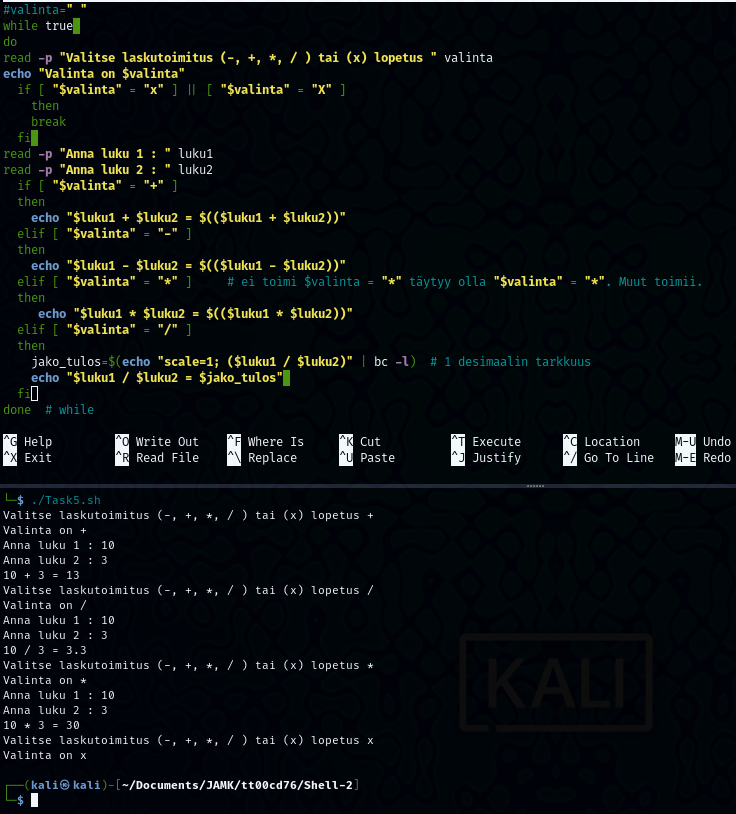 #valinta=" "
while true
do
read -p "Valitse laskutoimitus (-, +, *, / ) tai (x) lopetus " valinta
echo "Valinta on $valinta"
  if [ "$valinta" = "x" ] || [ "$valinta" = "X" ]
    then
    break
  fi
read -p "Anna luku 1 : " luku1
read -p "Anna luku 2 : " luku2
  if [ "$valinta" = "+" ]
  then
    echo "$luku1 + $luku2 = $(($luku1 + $luku2))"
  elif [ "$valinta" = "-" ]
  then
    echo "$luku1 - $luku2 = $(($luku1 - $luku2))"
  elif [ "$valinta" = "*" ]     # ei toimi $valinta = "*" täytyy olla "$valinta" = "*". Muut toimii.
  then
     echo "$luku1 * $luku2 = $(($luku1 * $luku2))"
  elif [ "$valinta" = "/" ]
  then
    jako_tulos=$(echo "scale=1; ($luku1 / $luku2)" | bc -l)  # 1 desimaalin tarkkuus
    echo "$luku1 / $luku2 = $jako_tulos"
  fi
done  # while
^G Help ^O Write Out ^F Where Is ^K Cut ^T Execute ^C Location M-U Undo
^X Exit ^R Read File ^\ Replace ^U Paste ^J Justify ^/ Go To Line M-E Redo
└─$ ./Task5.sh
Valitse laskutoimitus (-, +, *, / ) tai (x) lopetus +
Valinta on +
Anna luku 1 : 10
Anna luku 2 : 3
10 + 3 = 13
Valitse laskutoimitus (-, +, *, / ) tai (x) lopetus /
Valinta on /
Anna luku 1 : 10
Anna luku 2 : 3
10 / 3 = 3.3
Valitse laskutoimitus (-, +, *, / ) tai (x) lopetus *
Valinta on *
Anna luku 1 : 10
Anna luku 2 : 3
10 * 3 = 30
Valitse laskutoimitus (-, +, *, / ) tai (x) lopetus x
Valinta on x
KALI
┌──(kali㉿kali)-[~/Documents/JAMK/tt00cd76/Shell-2]
└─$